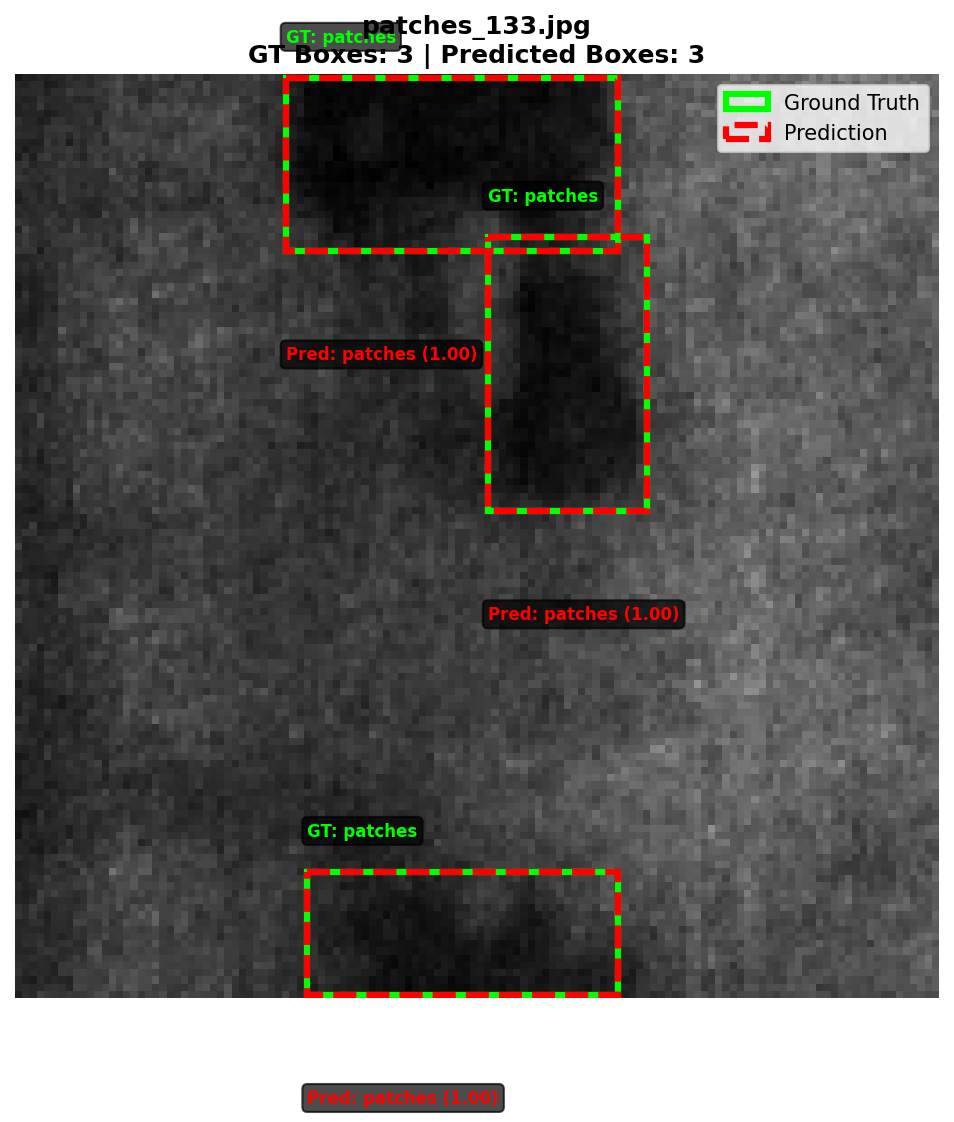 patches_133.jpg
GT: patches
GT Boxes: 3 | Predicted Boxes: 3
Ground Truth
Prediction
GT: patches
Pred: patches (1.00)
Pred: patches (1.00)
GT: patches
Pred: patches (1.00)